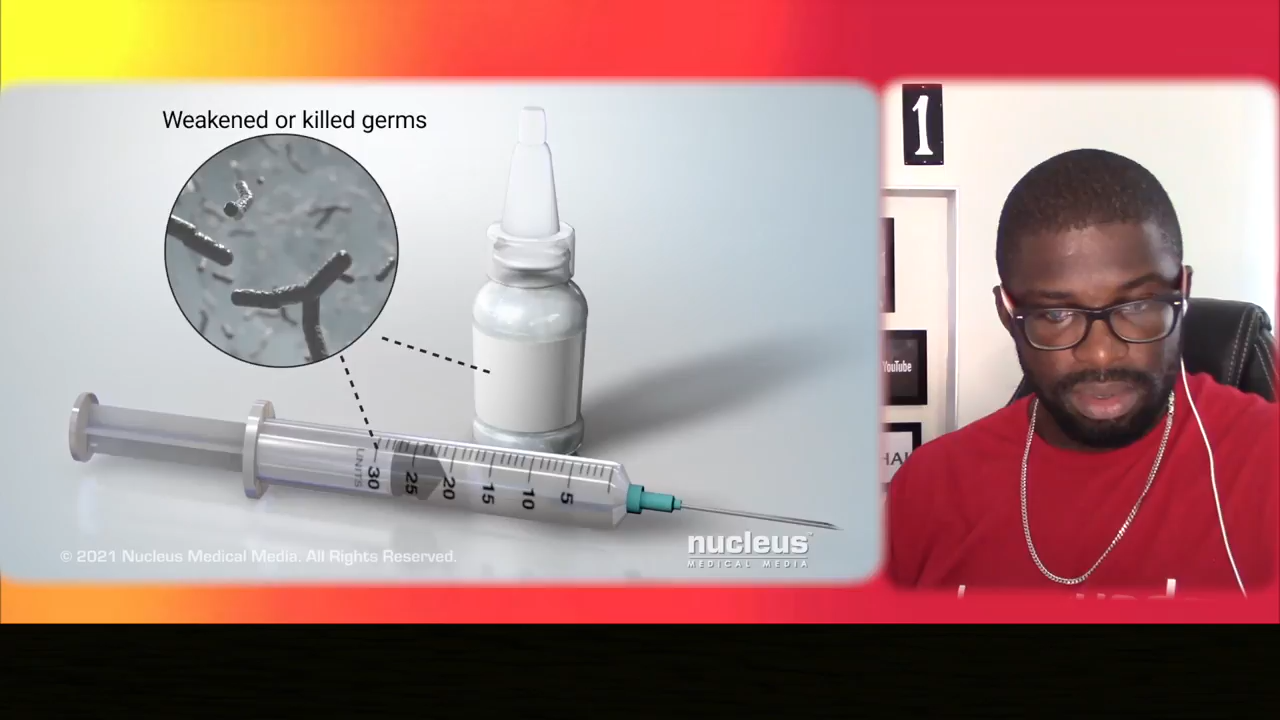 Weakened or killed germs
UNITS
30
25
20
15
10
5
© 2021 Nucleus Medical Media. All Rights Reserved.
nucleus
MEDICAL MEDIA
1
YouTube